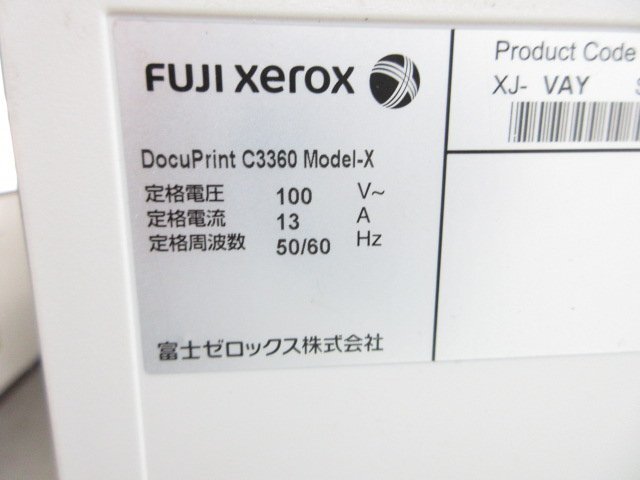 FUJI xerox
DocuPrint C3360 Model-X
定格電圧 100 V~
定格電流 13 A
定格周波数 50/60 Hz
富士ゼロックス株式会社
Product Code
XJ- VAY